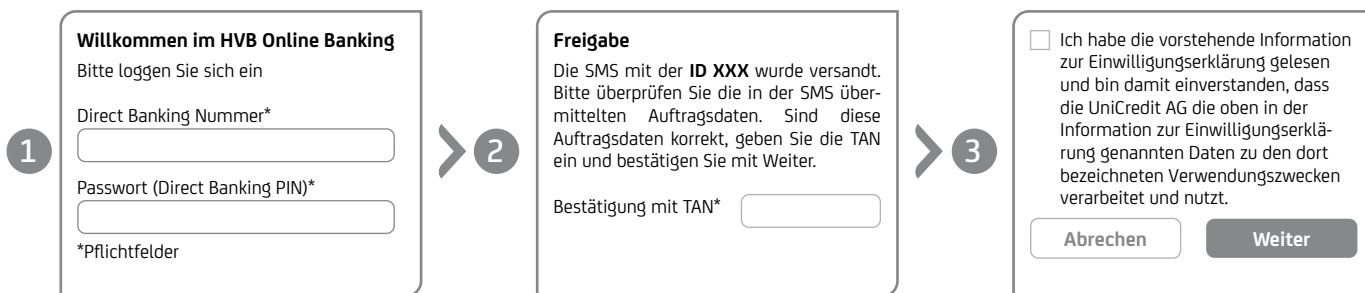 1
Willkommen im HVB Online Banking
Bitte loggen Sie sich ein
Direct Banking Nummer*
Passwort (Direct Banking PIN)*
*Pflichtfelder
2
Freigabe
Die SMS mit der ID XXX wurde versandt.
Bitte überprüfen Sie die in der SMS über-
mittelten Auftragsdaten. Sind diese
Auftragsdaten korrekt, geben Sie die TAN
ein und bestätigen Sie mit Weiter.
Bestätigung mit TAN*
3
Ich habe die vorstehende Information
zur Einwilligungserklärung gelesen
und bin damit einverstanden, dass
die UniCredit AG die oben in der
Information zur Einwilligungserklä-
rung genannten Daten zu den dort
bezeichneten Verwendungszwecken
verarbeitet und nutzt.
Abrechen
Weiter